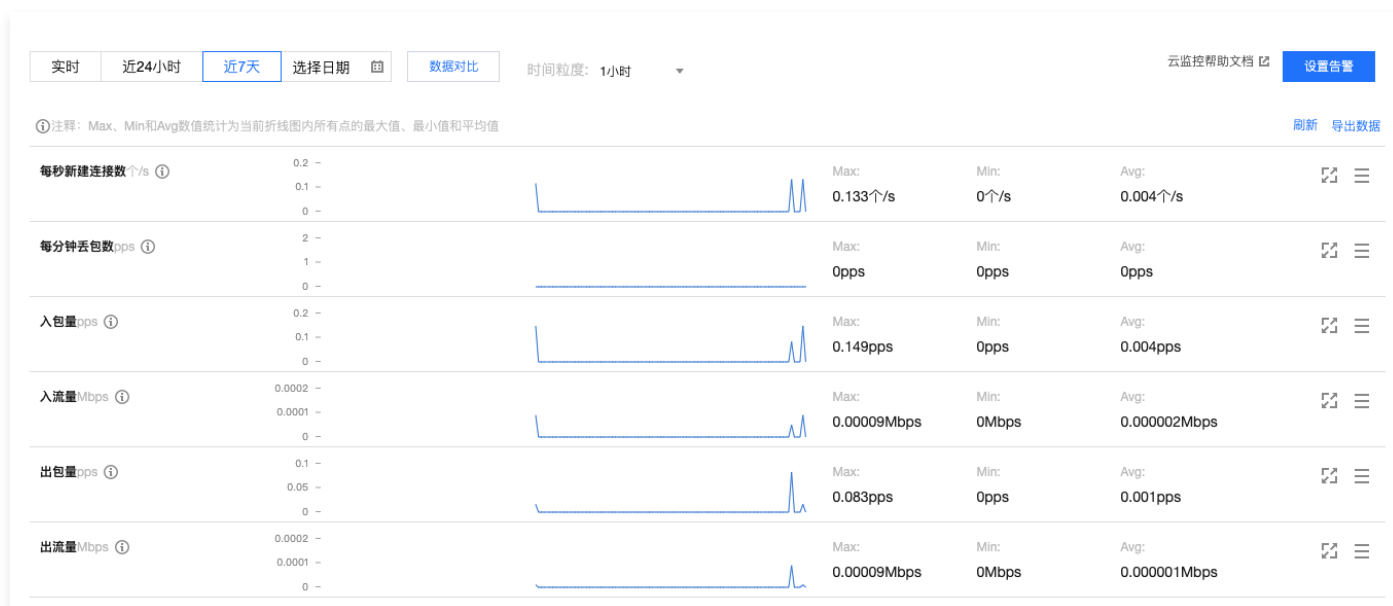 实时 近24小时 近7天 选择日期 数据对比 时间粒度: 1小时 云监控帮助文档 设置告警
注释：Max、Min和Avg数值统计为当前折线图内所有点的最大值、最小值和平均值 刷新 导出数据
每秒新建连接数个/s 0.2 Max: Min: Avg:
0.1 0.133个/s 0个/s 0.004个/s
0
每分钟丢包数pps 2 Max: Min: Avg:
1 0pps 0pps 0pps
0
入包量pps 0.2 Max: Min: Avg:
0.1 0.149pps 0pps 0.004pps
0
入流量Mbps 0.0002 Max: Min: Avg:
0.0001 0.00009Mbps 0Mbps 0.000002Mbps
0
出包量pps 0.1 Max: Min: Avg:
0.05 0.083pps 0pps 0.001pps
0
出流量Mbps 0.0002 Max: Min: Avg:
0.0001 0.00009Mbps 0Mbps 0.000001Mbps
0